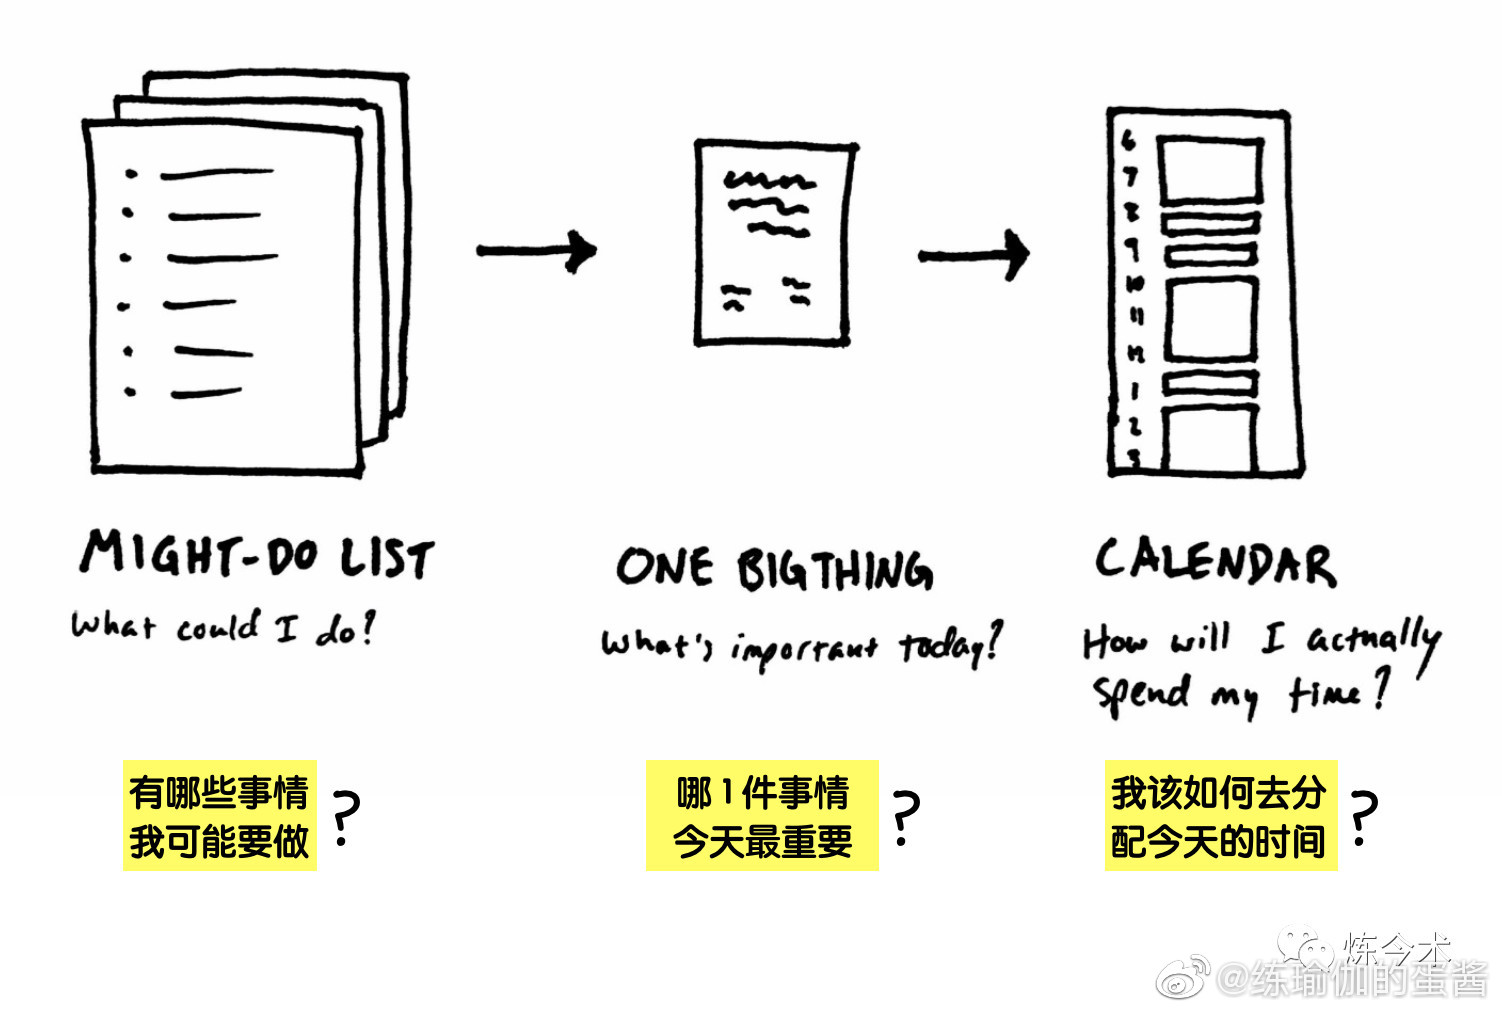 6
7
8
9
10
11
12
1
2
3
MIGHT-DO LIST
What could I do?
ONE BIG THING
What's important today?
CALENDAR
How will I actually
spend my time?
有哪些事情
我可能要做?
哪1件事情
今天最重要?
我该如何去分
配今天的时间?
炼今术
@练瑜伽的蛋酱